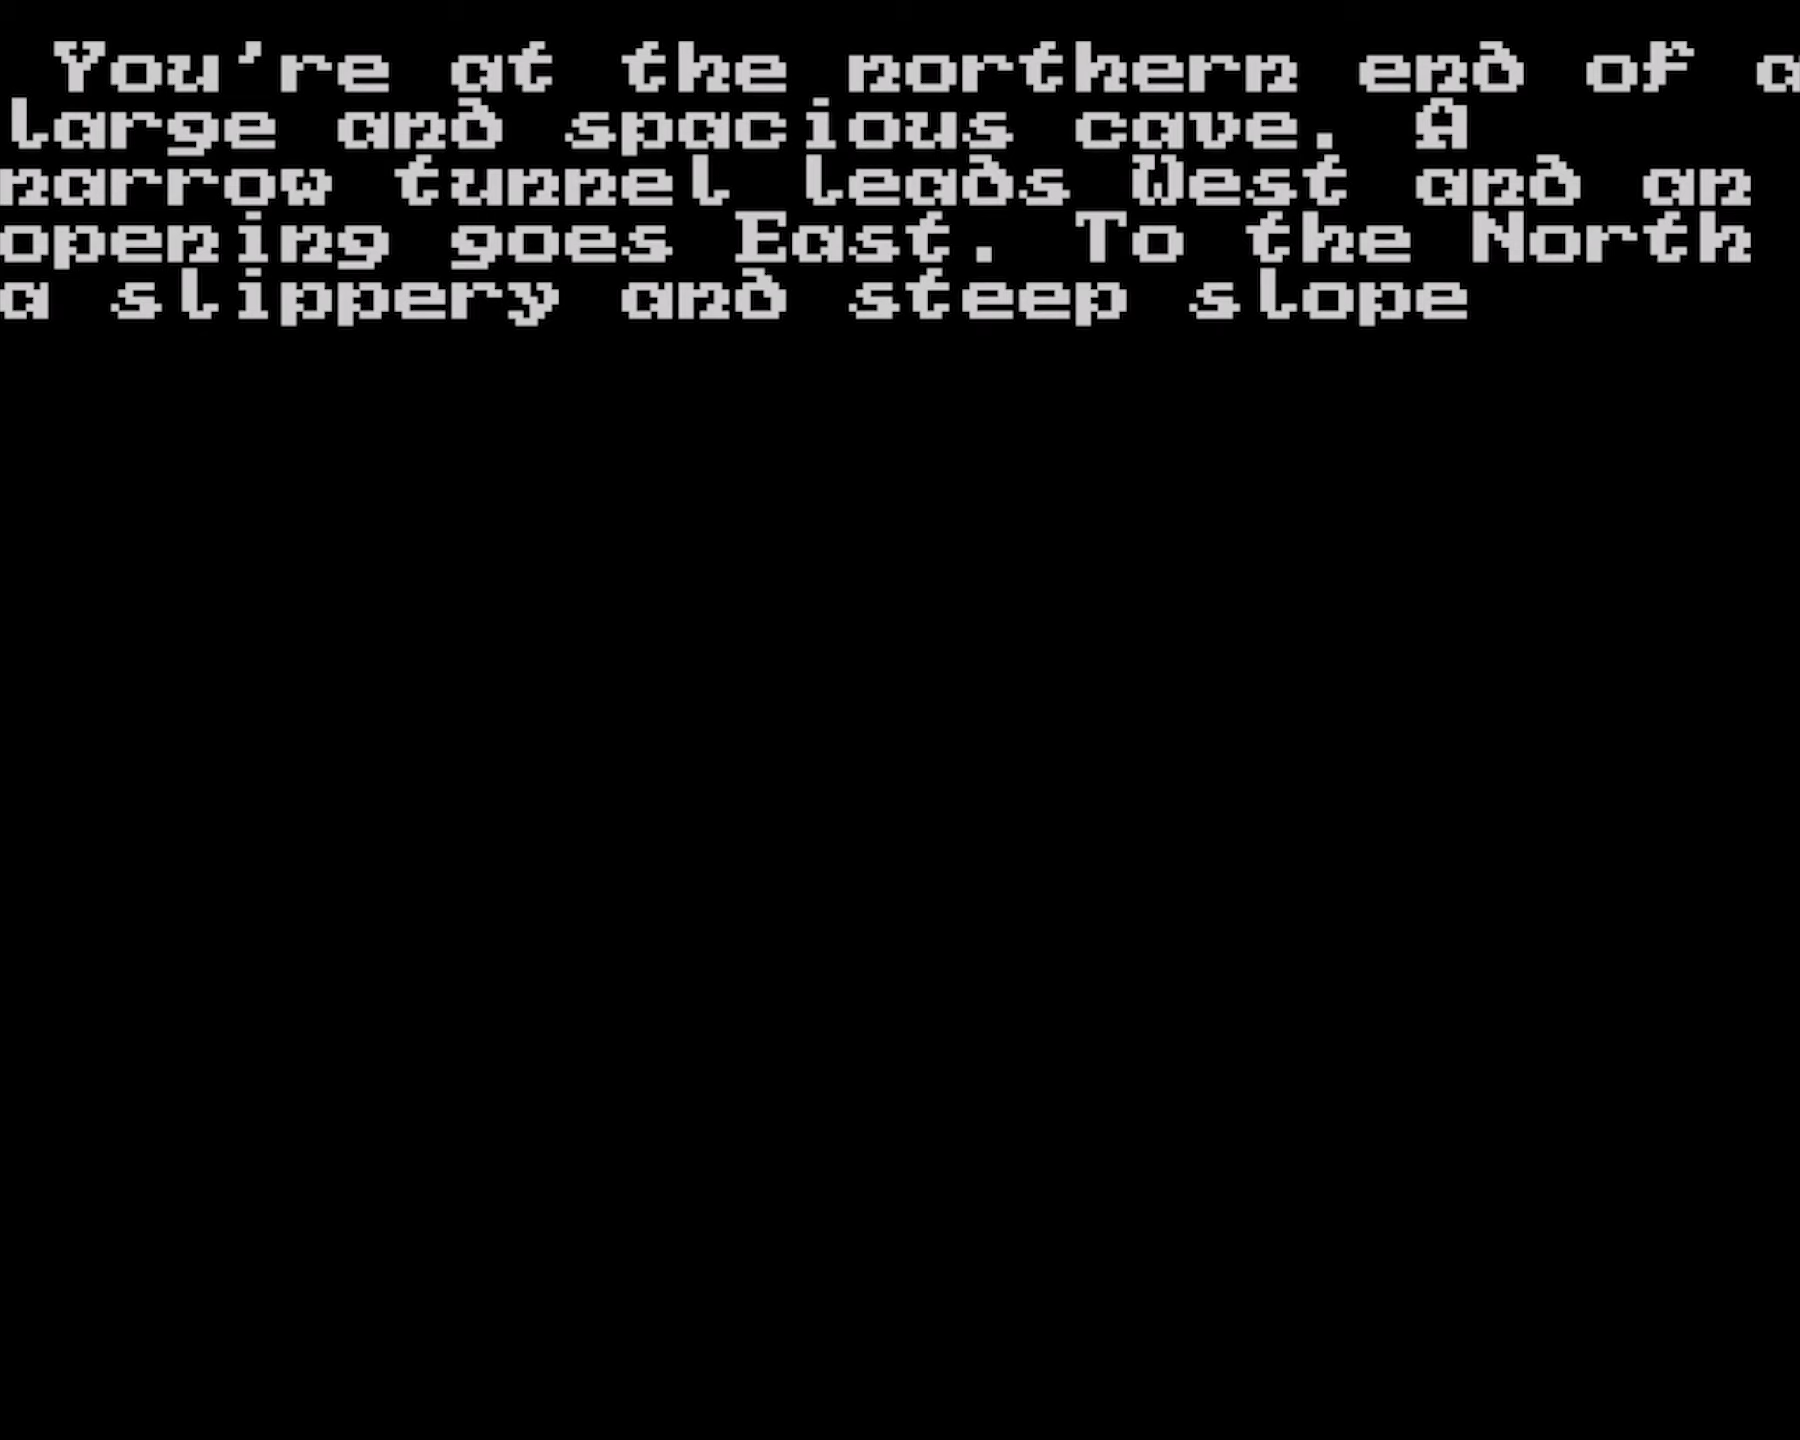 You're at the northern end of a
large and spacious cave. A
narrow tunnel leads West and an
opening goes East. To the North
a slippery and steep slope